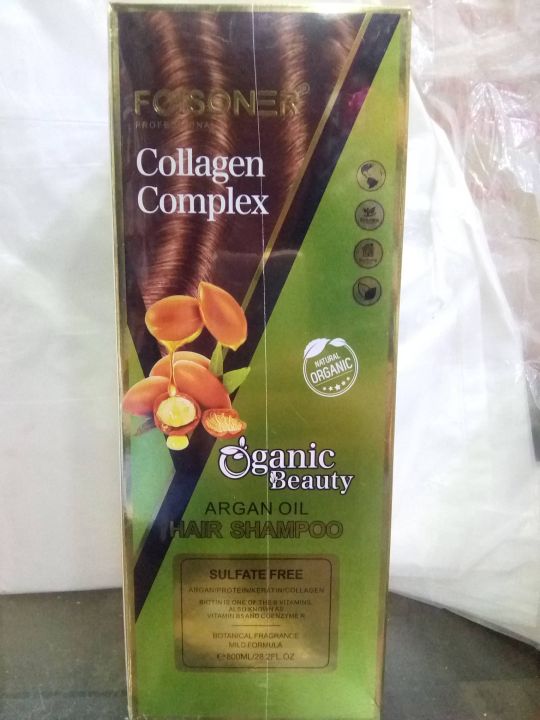 FOISONER®
PROFESSIONAL
Collagen
Complex
NATURAL
ORGANIC
Oganic
Beauty
ARGAN OIL
HAIR SHAMPOO
SULFATE FREE
ARGAN/PROTEIN/KERATIN/COLLAGEN
BIOTIN IS ONE OF THE B VITAMINS,
ALSO KNOWN AS
VITAMIN B5 AND COENZYME R
BOTANICAL FRAGRANCE
MILD FORMULA
℮800ML/28.2FL.OZ